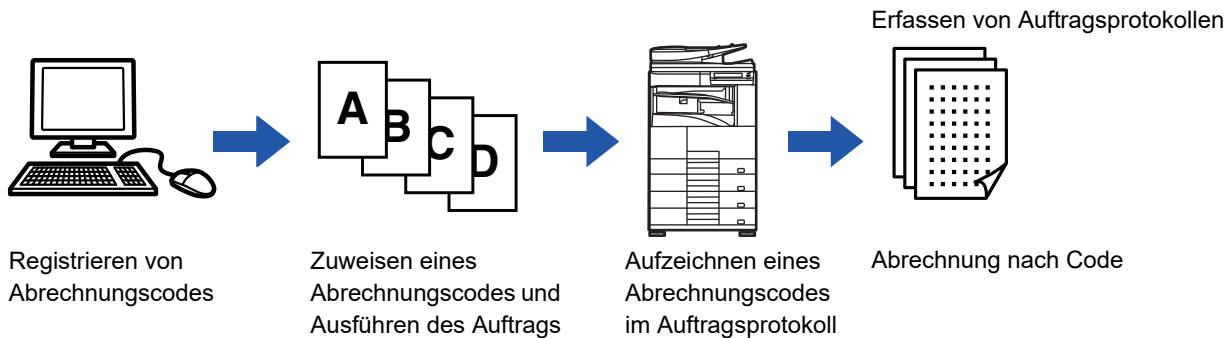 Erfassen von Auftragsprotokollen
A
B
C
D
Registrieren von
Abrechnungscodes
Zuweisen eines
Abrechnungscodes und
Ausführen des Auftrags
Aufzeichnen eines
Abrechnungscodes
im Auftragsprotokoll
Abrechnung nach Code